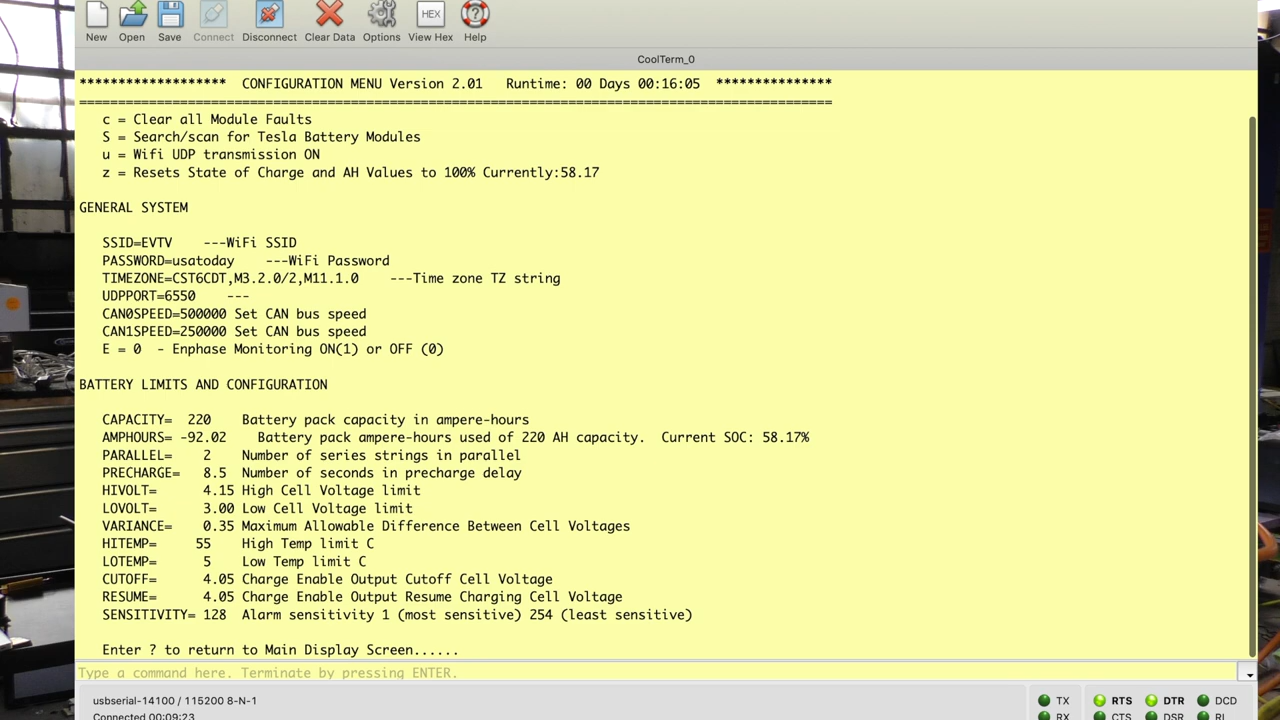 New Open Save Connect Disconnect Clear Data Options View Hex HEX Help
CoolTerm_0
******************* CONFIGURATION MENU Version 2.01 Runtime: 00 Days 00:16:05 ***************
=================================================================================================
c = Clear all Module Faults
S = Search/scan for Tesla Battery Modules
u = Wifi UDP transmission ON
z = Resets State of Charge and AH Values to 100% Currently:58.17
GENERAL SYSTEM
SSID=EVTV ---WiFi SSID
PASSWORD=usatoday ---WiFi Password
TIMEZONE=CST6CDT,M3.2.0/2,M11.1.0 ---Time zone TZ string
UDPPORT=6550 ---
CAN0SPEED=500000 Set CAN bus speed
CAN1SPEED=250000 Set CAN bus speed
E = 0 - Enphase Monitoring ON(1) or OFF (0)
BATTERY LIMITS AND CONFIGURATION
CAPACITY= 220 Battery pack capacity in ampere-hours
AMPHOURS= -92.02 Battery pack ampere-hours used of 220 AH capacity. Current SOC: 58.17%
PARALLEL= 2 Number of series strings in parallel
PRECHARGE= 8.5 Number of seconds in precharge delay
HIVOLT= 4.15 High Cell Voltage limit
LOVOLT= 3.00 Low Cell Voltage limit
VARIANCE= 0.35 Maximum Allowable Difference Between Cell Voltages
HITEMP= 55 High Temp limit C
LOTEMP= 5 Low Temp limit C
CUTOFF= 4.05 Charge Enable Output Cutoff Cell Voltage
RESUME= 4.05 Charge Enable Output Resume Charging Cell Voltage
SENSITIVITY= 128 Alarm sensitivity 1 (most sensitive) 254 (least sensitive)
Enter ? to return to Main Display Screen......
Type a command here. Terminate by pressing ENTER.
usbserial-14100 / 115200 8-N-1 TX RTS DTR DCD
Connected 00:09:23 RX CTS DSR RI